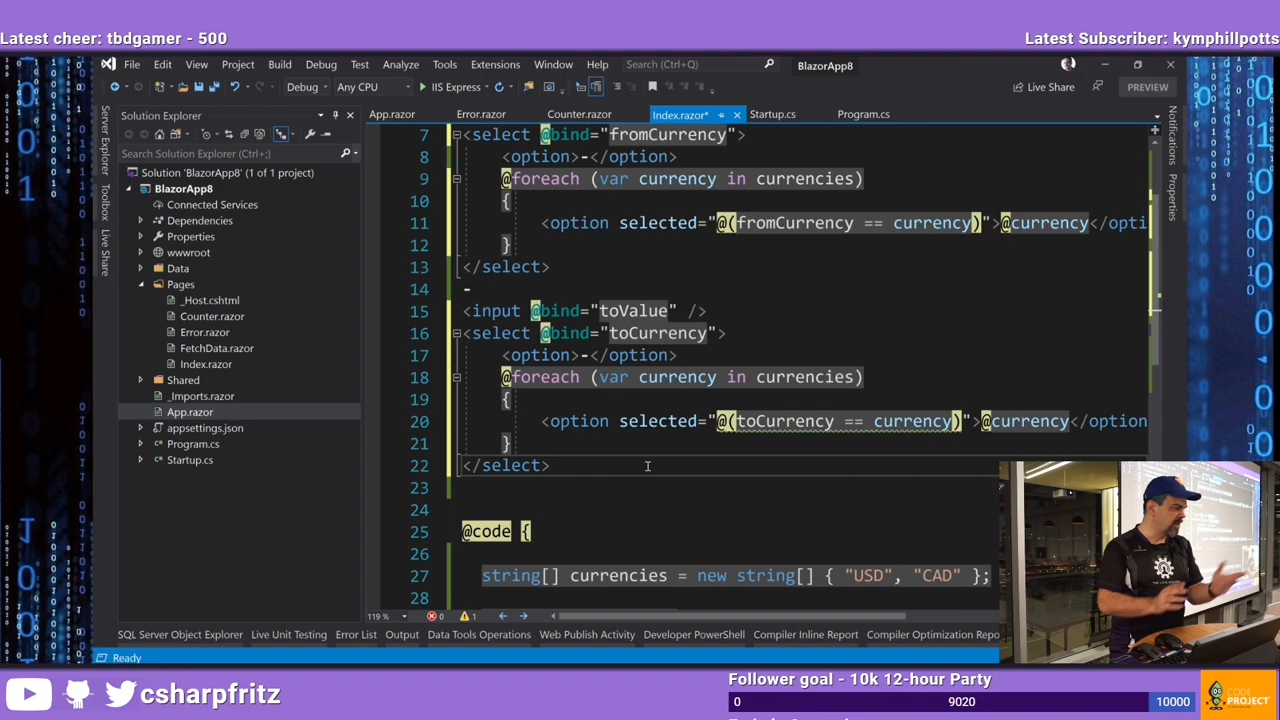 Latest cheer: tbdgamer - 500
Latest Subscriber: kymphillpotts
File Edit View Project Build Debug Test Analyze Tools Extensions Window Help Search (Ctrl+Q) BlazorApp8
Debug Any CPU IIS Express Live Share PREVIEW
Server Explorer
Toolbox
Live Share
Solution Explorer
Search Solution Explorer (Ctrl+;)
Solution 'BlazorApp8' (1 of 1 project)
BlazorApp8
Connected Services
Dependencies
Properties
wwwroot
Data
Pages
_Host.cshtml
Counter.razor
Error.razor
FetchData.razor
Index.razor
Shared
_Imports.razor
App.razor
appsettings.json
Program.cs
Startup.cs
App.razor Error.razor Counter.razor Index.razor* Startup.cs Program.cs
7 <select @bind="fromCurrency">
8 <option>-</option>
9 @foreach (var currency in currencies)
10 {
11 <option selected="@(fromCurrency == currency)">@currency</opti
12 }
13 </select>
14 -
15 <input @bind="toValue" />
16 <select @bind="toCurrency">
17 <option>-</option>
18 @foreach (var currency in currencies)
19 {
20 <option selected="@(toCurrency == currency)">@currency</option
21 }
22 </select>
23
24
25 @code {
26
27 string[] currencies = new string[] { "USD", "CAD" };
28
119 % 0 1
Notifications
Properties
SQL Server Object Explorer Live Unit Testing Error List Output Data Tools Operations Web Publish Activity Developer PowerShell Compiler Inline Report Compiler Optimization Repo
Ready
csharpfritz
Follower goal - 10k 12-hour Party
0 9020 10000
CODE
PROJECT